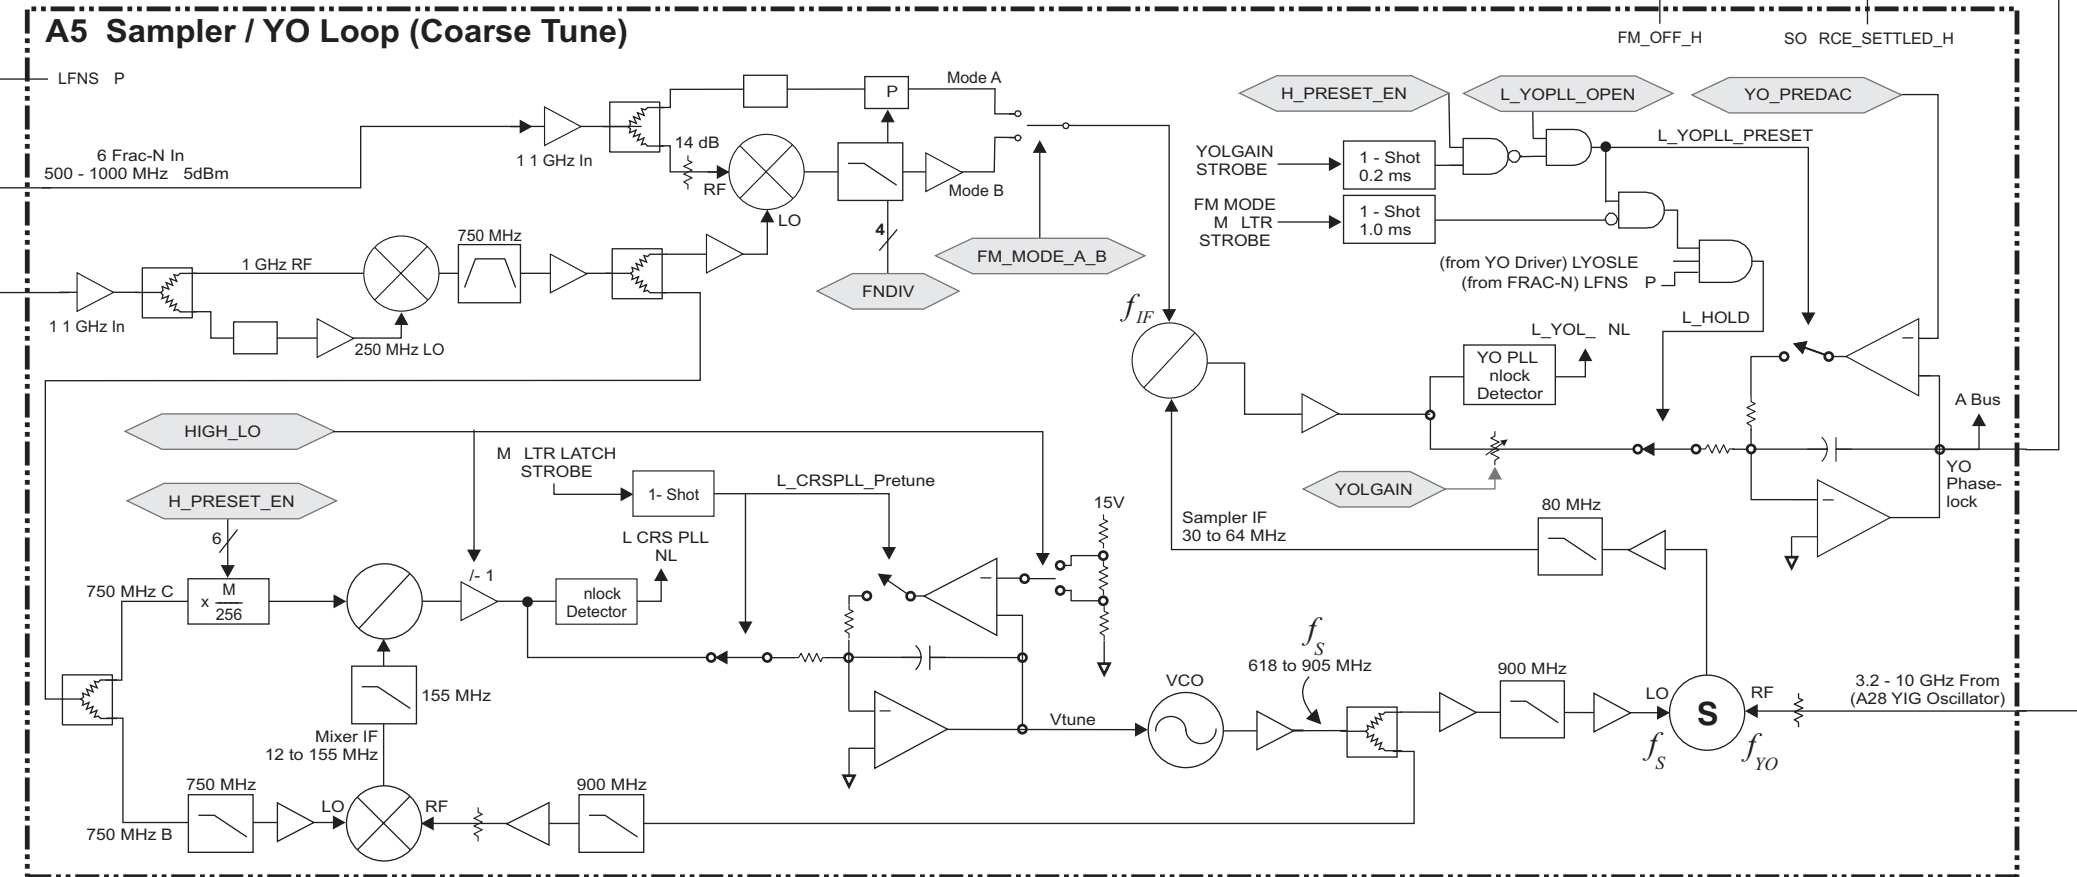 A5 Sampler / YO Loop (Coarse Tune)
FM_OFF_H
SO RCE_SETTLED_H
LFNS P
Mode A
P
H_PRESET_EN
L_YOPLL_OPEN
YO_PREDAC
6 Frac-N In
500 - 1000 MHz 5dBm
1 1 GHz In
14 dB
RF
LO
Mode B
4
FM_MODE_A_B
FNDIV
YOLGAIN
STROBE
1 - Shot
0.2 ms
L_YOPLL_PRESET
FM MODE
M LTR
STROBE
1 - Shot
1.0 ms
(from YO Driver) LYOSLE
(from FRAC-N) LFNS P
1 1 GHz In
1 GHz RF
750 MHz
250 MHz LO
f IF
L_YOL_ NL
L_HOLD
YO PLL
nlock
Detector
A Bus
YO
Phase-
lock
YOLGAIN
HIGH_LO
M LTR LATCH
STROBE
1- Shot
L_CRSPLL_Pretune
15V
H_PRESET_EN
6
L CRS PLL
NL
Sampler IF
30 to 64 MHz
80 MHz
750 MHz C
x M
256
/- 1
nlock
Detector
155 MHz
Mixer IF
12 to 155 MHz
Vtune
VCO
f S
618 to 905 MHz
900 MHz
LO
S
RF
f S
f YO
3.2 - 10 GHz From
(A28 YIG Oscillator)
750 MHz
750 MHz B
LO
RF
900 MHz